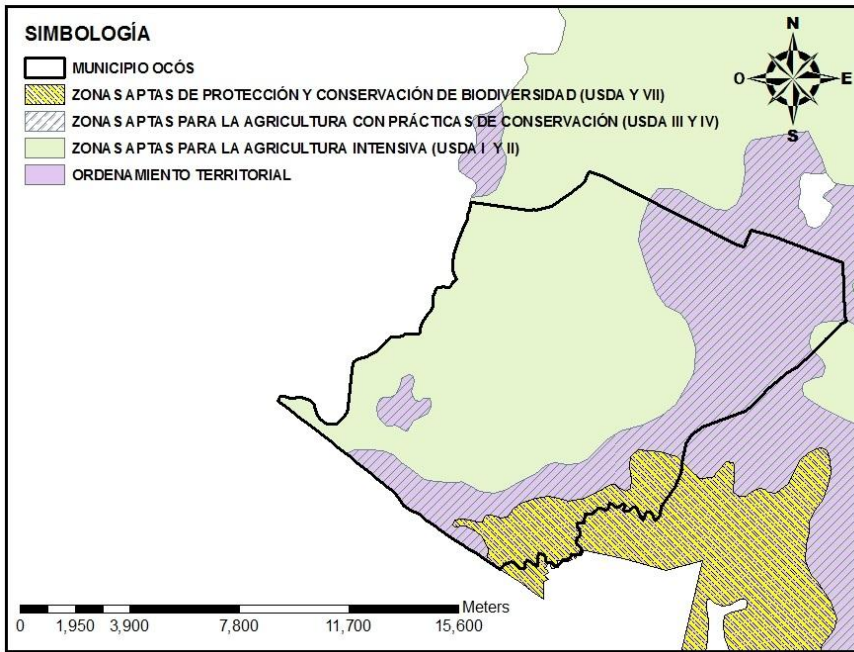 SIMBOLOGÍA
MUNICIPIO OCÓS
ZONAS APTAS DE PROTECCIÓN Y CONSERVACIÓN DE BIODIVERSIDAD (USDA Y VII)
ZONAS APTAS PARA LA AGRICULTURA CON PRÁCTICAS DE CONSERVACIÓN (USDA III Y IV)
ZONAS APTAS PARA LA AGRICULTURA INTENSIVA (USDA I Y II)
ORDENAMIENTO TERRITORIAL
N
O E
S
Meters
0 1,950 3,900 7,800 11,700 15,600